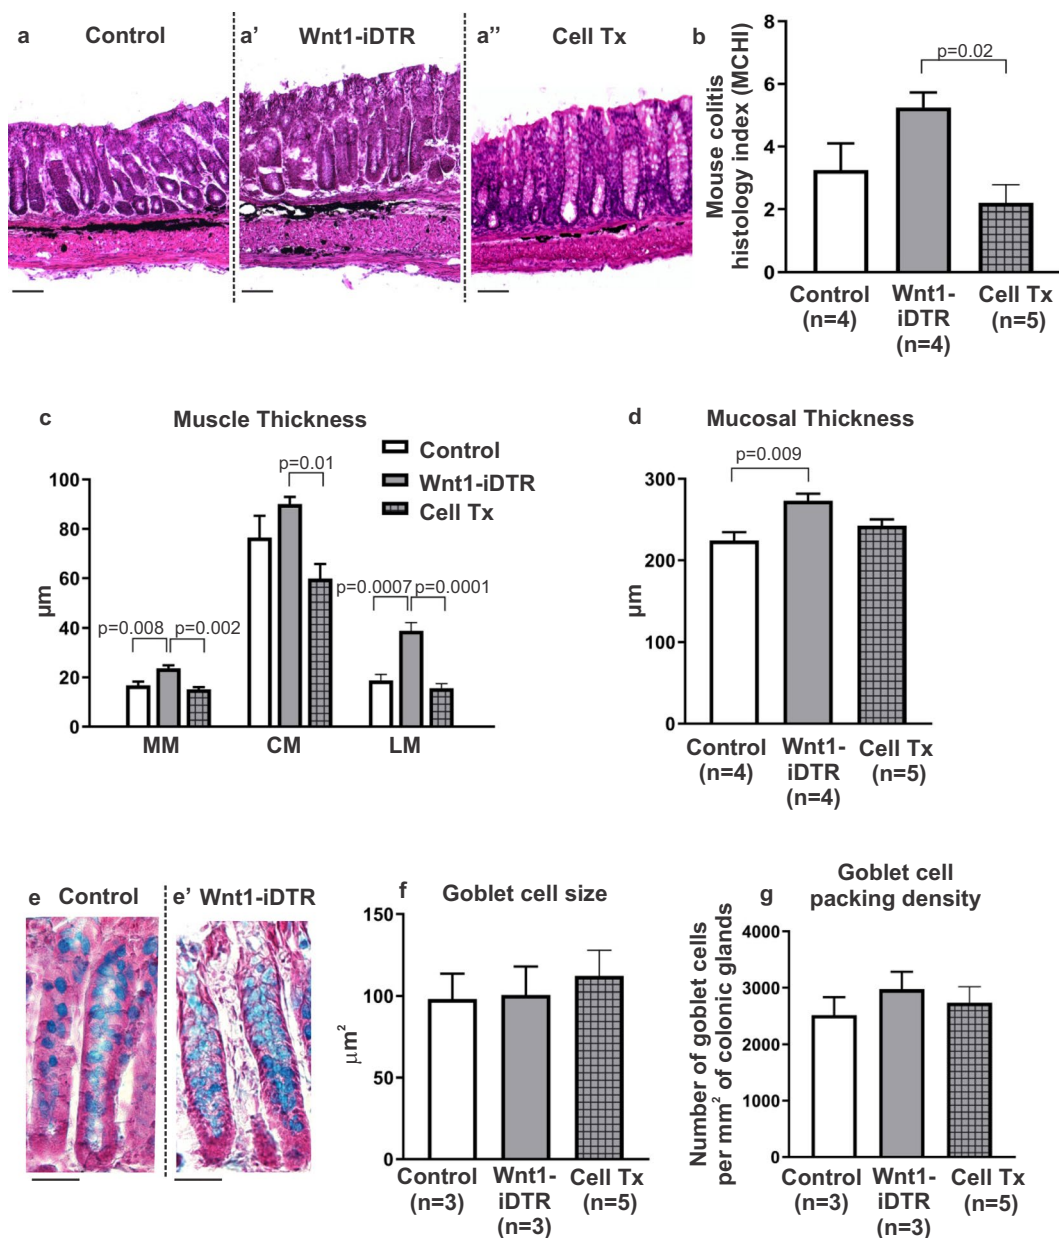 a Control
a' Wnt1-iDTR
a'' Cell Tx
b
Mouse colitis
histology index (MCHI)
8
6
4
2
0
p=0.02
Control
(n=4)
Wnt1-
iDTR
(n=4)
Cell Tx
(n=5)
c
Muscle Thickness
Control
Wnt1-iDTR
Cell Tx
µm
100
80
60
40
20
0
p=0.008
p=0.002
p=0.01
p=0.0007
p=0.0001
MM
CM
LM
d
Mucosal Thickness
µm
300
200
100
0
p=0.009
Control
(n=4)
Wnt1-
iDTR
(n=4)
Cell Tx
(n=5)
e Control
e' Wnt1-iDTR
f
Goblet cell size
µm²
150
100
50
0
Control
(n=3)
Wnt1-
iDTR
(n=3)
Cell Tx
(n=5)
g
Goblet cell
packing density
Number of goblet cells
per mm² of colonic glands
4000
3000
2000
1000
0
Control
(n=3)
Wnt1-
iDTR
(n=3)
Cell Tx
(n=5)